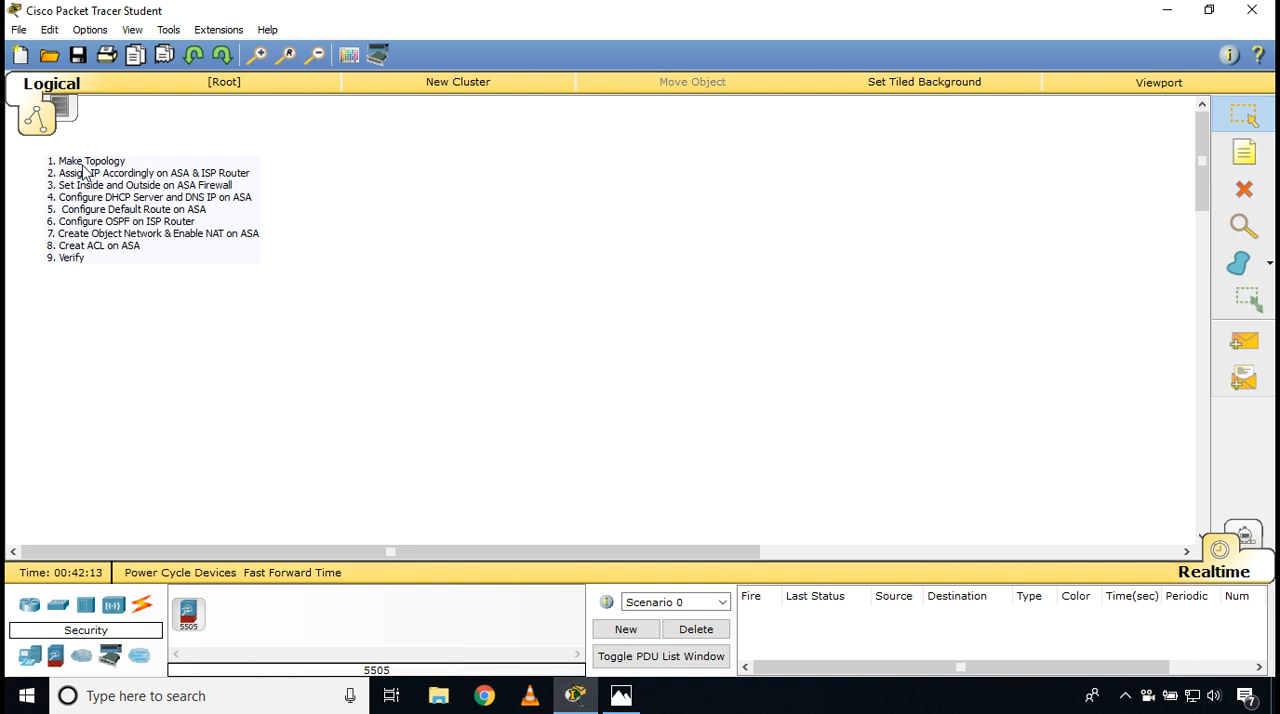 Cisco Packet Tracer Student
File Edit Options View Tools Extensions Help
Logical [Root] New Cluster Move Object Set Tiled Background Viewport
1. Make Topology
2. Assign IP Accordingly on ASA & ISP Router
3. Set Inside and Outside on ASA Firewall
4. Configure DHCP Server and DNS IP on ASA
5. Configure Default Route on ASA
6. Configure OSPF on ISP Router
7. Create Object Network & Enable NAT on ASA
8. Creat ACL on ASA
9. Verify
Time: 00:42:13 Power Cycle Devices Fast Forward Time
Realtime
Scenario 0
Fire Last Status Source Destination Type Color Time(sec) Periodic Num
5505
Security
New Delete
Toggle PDU List Window
5505
Type here to search
7